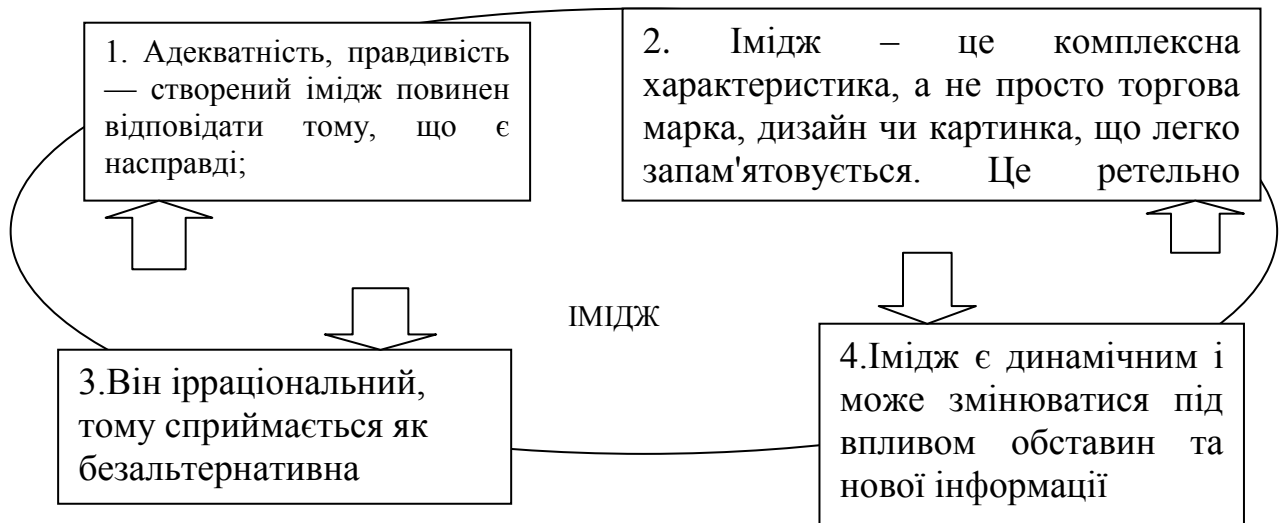 1. Адекватність, правдивість
— створений імідж повинен
відповідати тому, що є
насправді;
2. Імідж – це комплексна
характеристика, а не просто торгова
марка, дизайн чи картинка, що легко
запам'ятовується. Це ретельно
ІМІДЖ
3.Він ірраціональний,
тому сприймається як
безальтернативна
4.Імідж є динамічним і
може змінюватися під
впливом обставин та
нової інформації